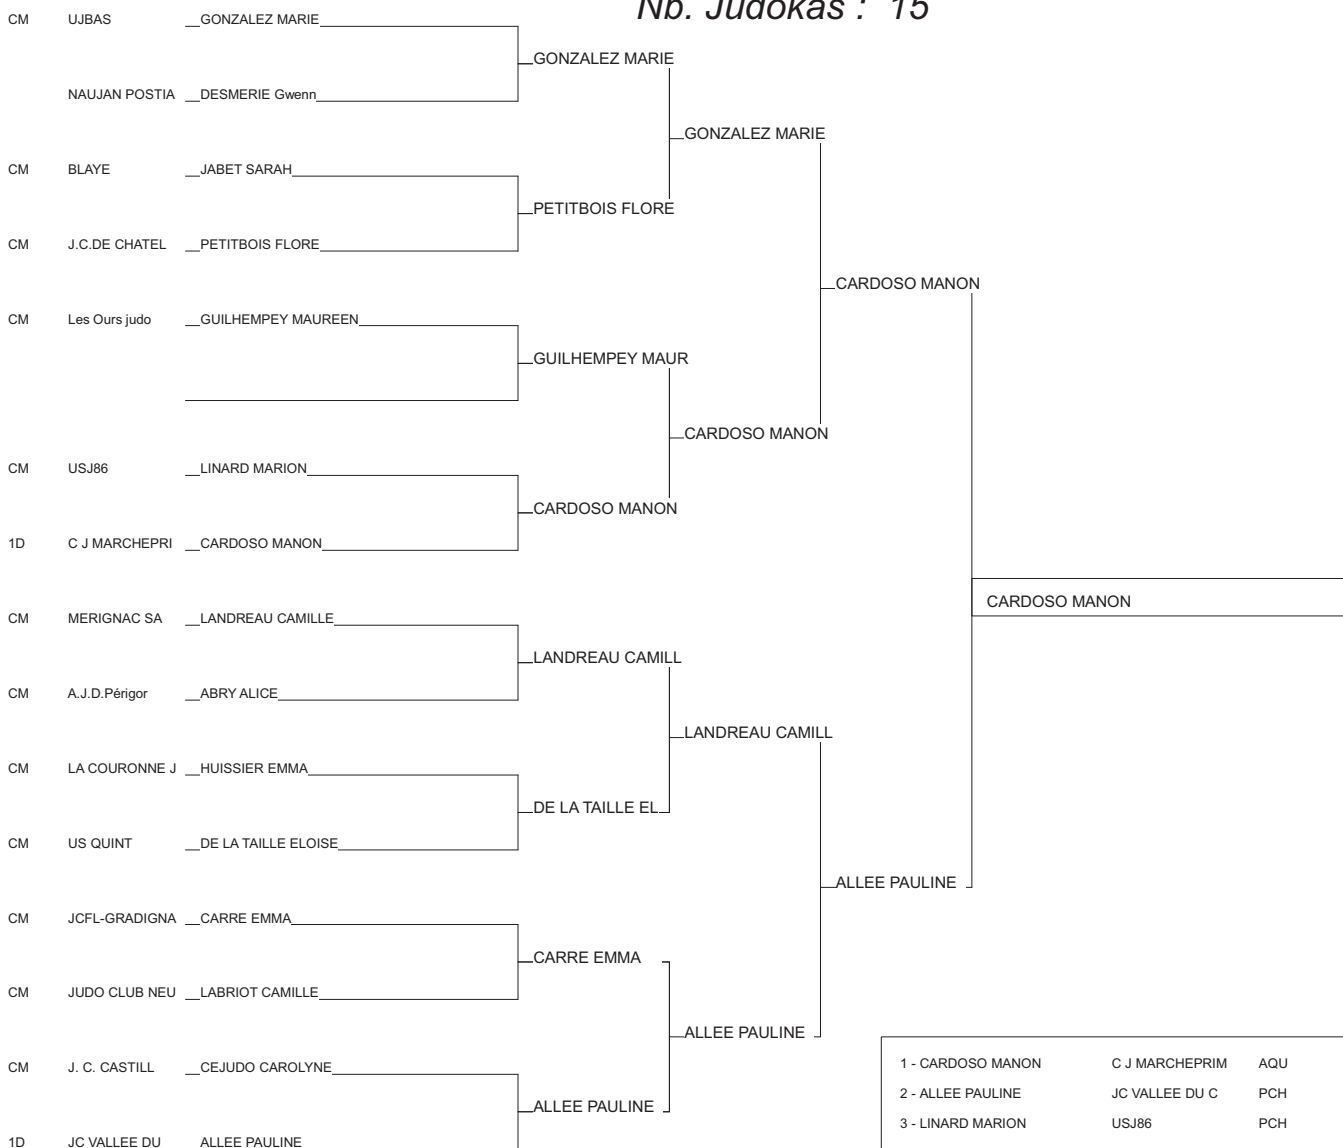 Nb. Judokas : 15
CM UJBAS GONZALEZ MARIE
GONZALEZ MARIE
NAUJAN POSTIA DESMERIE Gwenn
GONZALEZ MARIE
CM BLAYE JABET SARAH
PETITBOIS FLORE
CM J.C.DE CHATEL PETITBOIS FLORE
CARDOSO MANON
CM Les Ours judo GUILHEMPEY MAUREEN
GUILHEMPEY MAUR
CARDOSO MANON
CM USJ86 LINARD MARION
CARDOSO MANON
1D C J MARCHEPRI CARDOSO MANON
CARDOSO MANON
CM MERIGNAC SA LANDREAU CAMILLE
LANDREAU CAMILL
CM A.J.D.Périgor ABRY ALICE
LANDREAU CAMILL
CM LA COURONNE J HUISSIER EMMA
DE LA TAILLE EL
CM US QUINT DE LA TAILLE ELOISE
ALLEE PAULINE
CM JCFL-GRADIGNA CARRE EMMA
CARRE EMMA
CM JUDO CLUB NEU LABRIOT CAMILLE
ALLEE PAULINE
CM J. C. CASTILL CEJUDO CAROLYNE
ALLEE PAULINE
1D JC VALLEE DU ALLEE PAULINE
1 - CARDOSO MANON C J MARCHEPRIM AQU
2 - ALLEE PAULINE JC VALLEE DU C PCH
3 - LINARD MARION USJ86 PCH